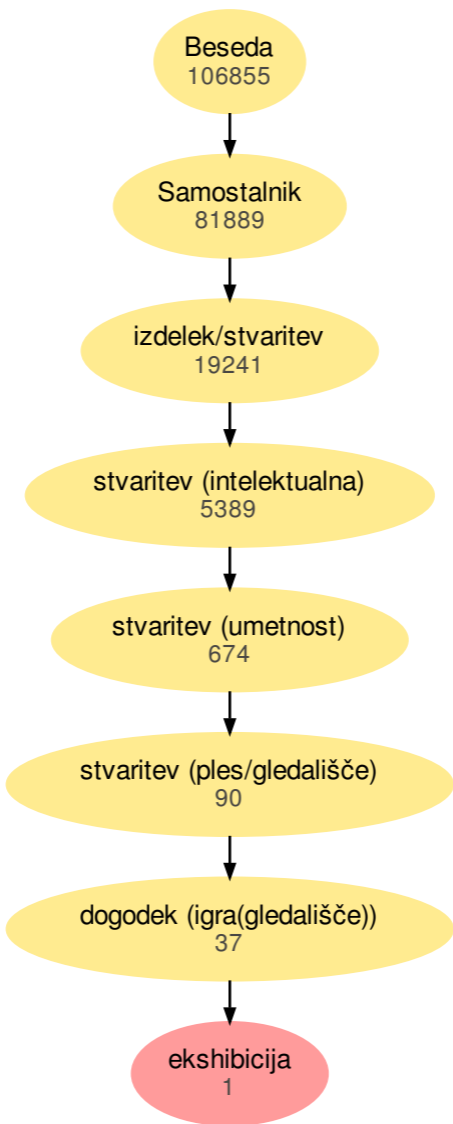 Beseda
106855
Samostalnik
81889
izdelek/stvaritev
19241
stvaritev (intelektualna)
5389
stvaritev (umetnost)
674
stvaritev (ples/gledališče)
90
dogodek (igra(gledališče))
37
ekshibicija
1